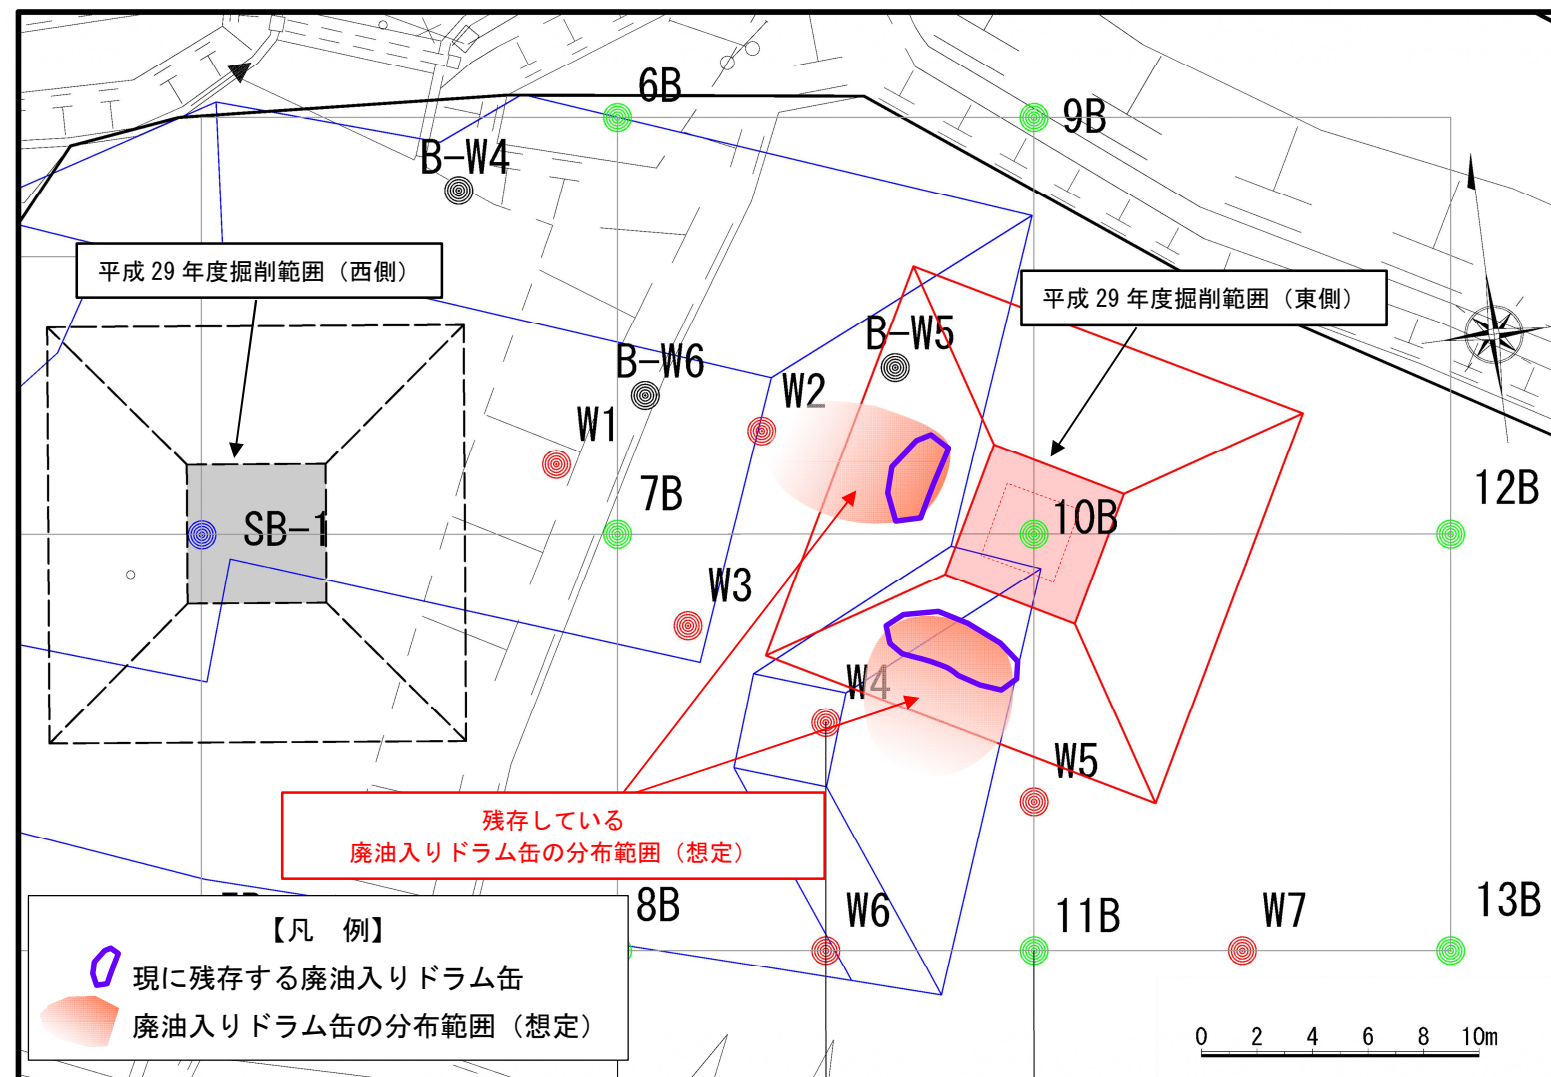 6B
9B
B-W4
平成 29 年度掘削範囲（西側）
平成 29 年度掘削範囲（東側）
B-W5
B-W6
W2
W1
7B
12B
10B
SB-1
W3
W4
W5
残存している
廃油入りドラム缶の分布範囲（想定）
8B
W6
11B
W7
13B
【凡　例】
現に残存する廃油入りドラム缶
廃油入りドラム缶の分布範囲（想定）
0 2 4 6 8 10m